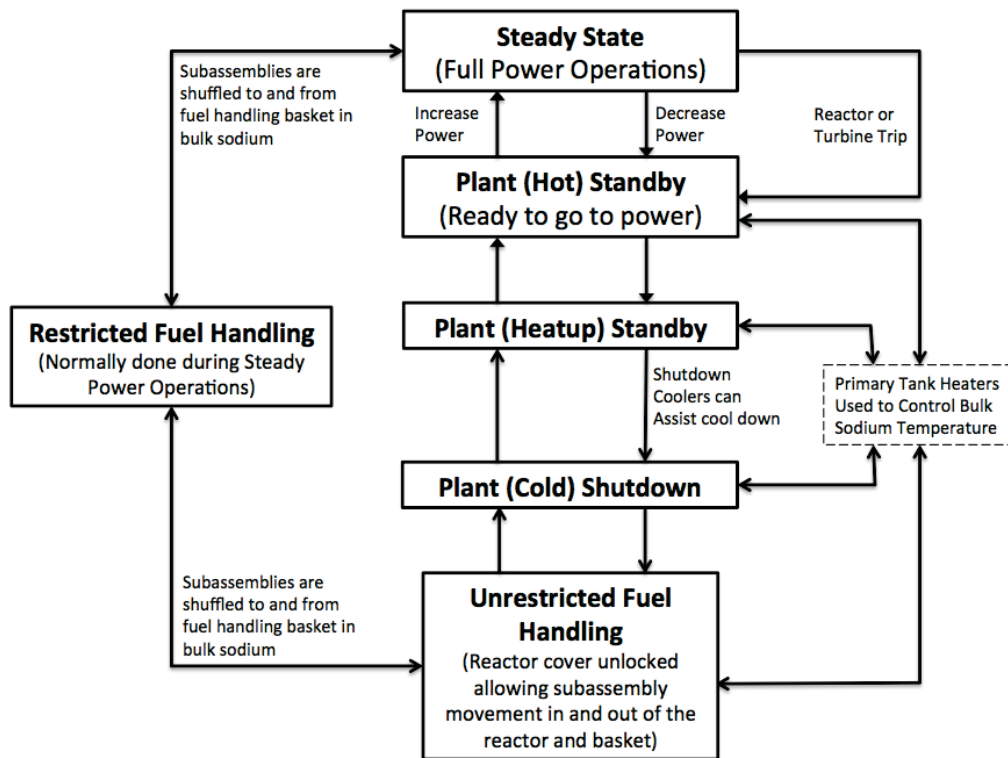 Steady State
(Full Power Operations)
Subassemblies are
shuffled to and from
fuel handling basket in
bulk sodium
Increase
Power
Decrease
Power
Reactor or
Turbine Trip
Plant (Hot) Standby
(Ready to go to power)
Restricted Fuel Handling
(Normally done during Steady
Power Operations)
Plant (Heatup) Standby
Shutdown
Coolers can
Assist cool down
Primary Tank Heaters
Used to Control Bulk
Sodium Temperature
Plant (Cold) Shutdown
Subassemblies are
shuffled to and from
fuel handling basket in
bulk sodium
Unrestricted Fuel
Handling
(Reactor cover unlocked
allowing subassembly
movement in and out of the
reactor and basket)